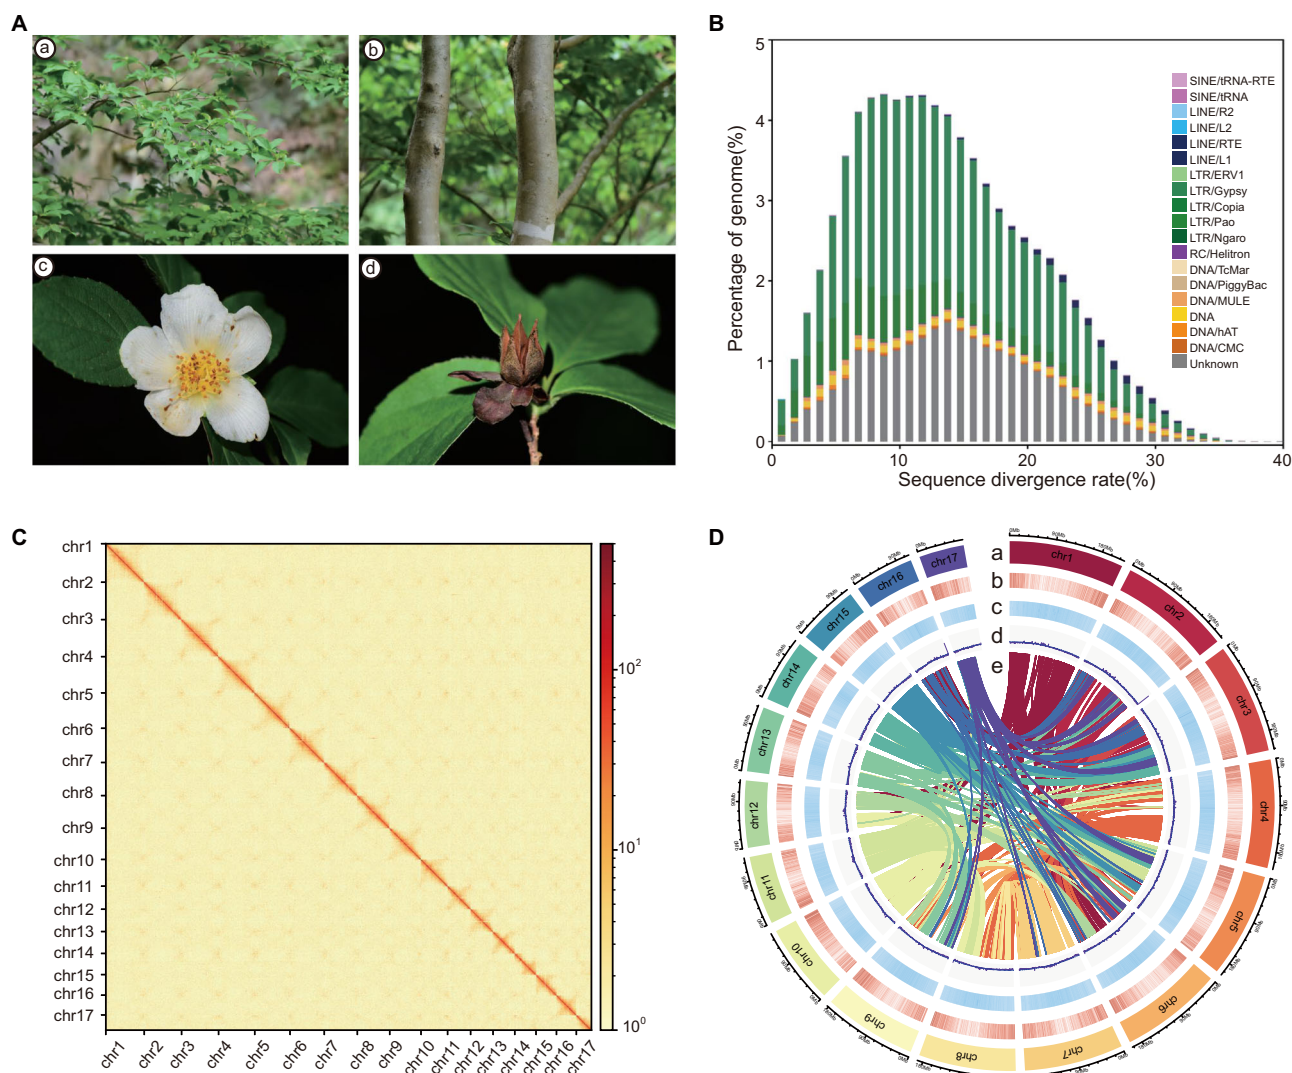 A
a
b
c
d
B
5
4
3
2
1
0
0
10
20
30
40
Percentage of genome(%)
Sequence divergence rate(%)
SINE/tRNA-RTE
SINE/tRNA
LINE/R2
LINE/L2
LINE/RTE
LINE/L1
LTR/ERV1
LTR/Gypsy
LTR/Copia
LTR/Pao
LTR/Ngaro
RC/Helitron
DNA/TcMar
DNA/PiggyBac
DNA/MULE
DNA
DNA/hAT
DNA/CMC
Unknown
C
chr1
chr2
chr3
chr4
chr5
chr6
chr7
chr8
chr9
chr10
chr11
chr12
chr13
chr14
chr15
chr16
chr17
chr1
chr2
chr3
chr4
chr5
chr6
chr7
chr8
chr9
chr10
chr11
chr12
chr13
chr14
chr15
chr16
chr17
10²
10¹
10⁰
D
a
b
c
d
e
chr1
chr2
chr3
chr4
chr5
chr6
chr7
chr8
chr9
chr10
chr11
chr12
chr13
chr14
chr15
chr16
chr17